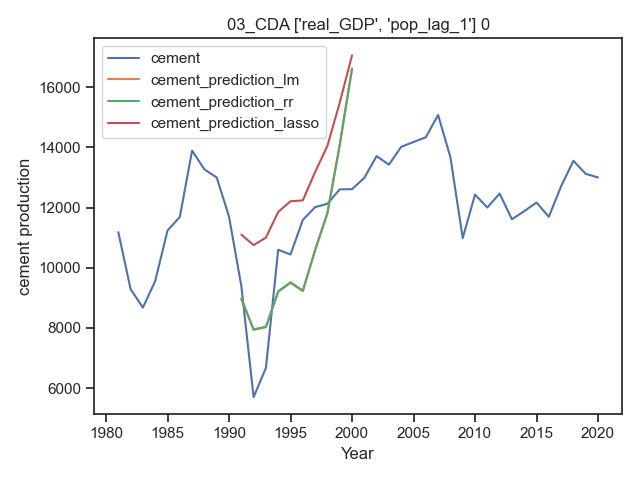 03_CDA ['real_GDP', 'pop_lag_1'] 0
cement
cement_prediction_lm
cement_prediction_rr
cement_prediction_lasso
cement production
16000
14000
12000
10000
8000
6000
1980 1985 1990 1995 2000 2005 2010 2015 2020
Year